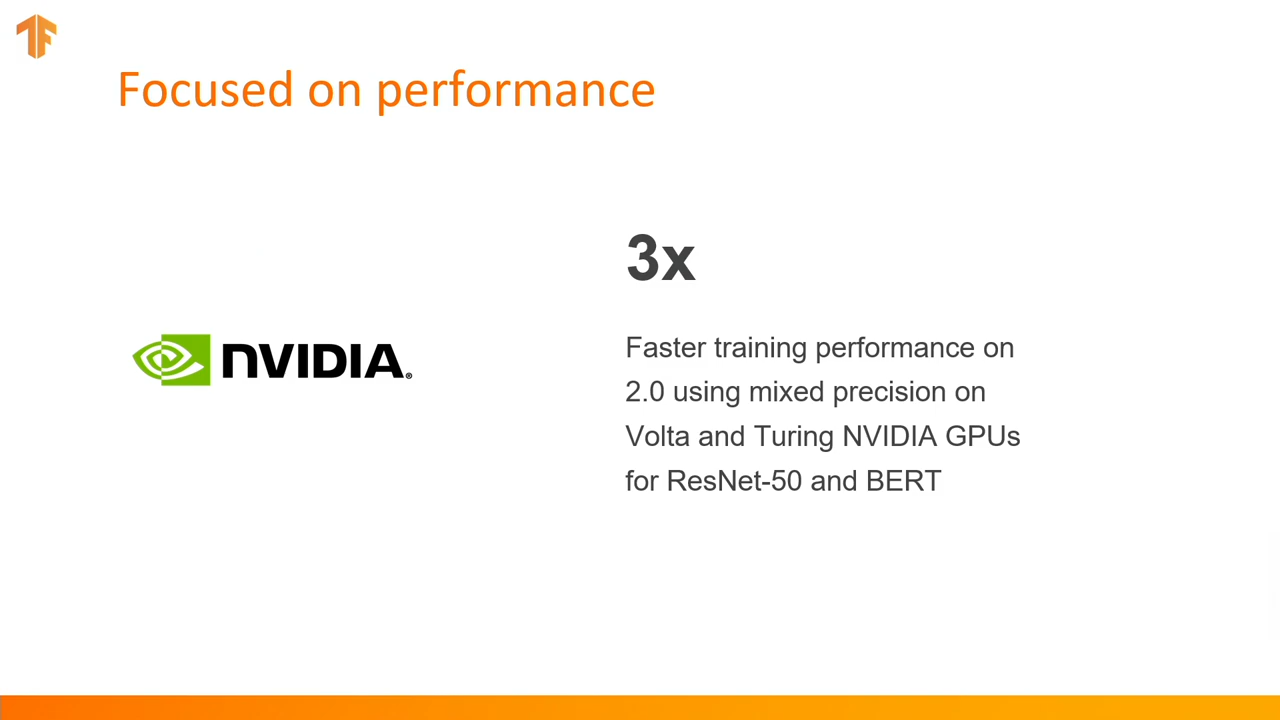 Focused on performance
3x
NVIDIA®
Faster training performance on
2.0 using mixed precision on
Volta and Turing NVIDIA GPUs
for ResNet-50 and BERT